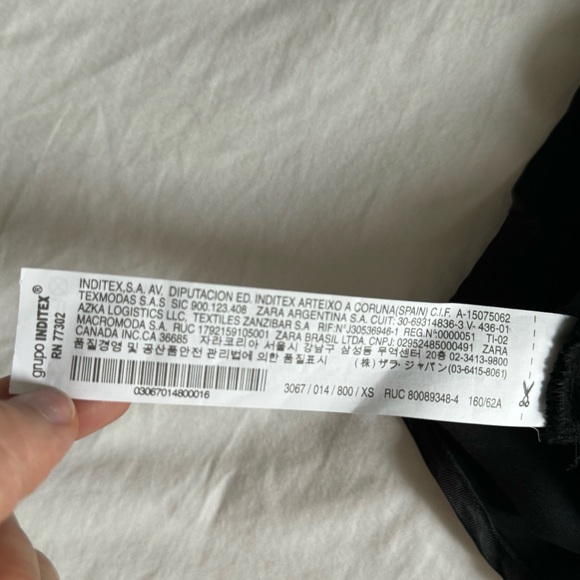 grupo INDITEX®
RN 77302
INDITEX,S.A. AV. DIPUTACION ED. INDITEX ARTEIXO A CORUNA(SPAIN) C.I.F. A-15075062
TEXMODAS S.A.S SIC 900.123.408 ZARA ARGENTINA S.A. CUIT: 30-69314836-3 V- 436-01
AZKA LOGISTICS LLC. TEXTILES ZANZIBAR S.A. RIF:N°J30536946-1 REG.N°0000051 TI-02
MACROMODA S.A. RUC 1792159105001 ZARA BRASIL LTDA. CNPJ: 02952485000491 ZARA
CANADA INC.CA 36685 자라코리아 서울시 강남구 삼성동 무역센터 20층 02-3413-9800
품질경영 및 공산품안전 관리법에 의한 품질표시 (株) ザラ・ジャパン (03-6415-8061)
03067014800016 3067 / 014 / 800 / XS RUC 80089348-4 160/62A